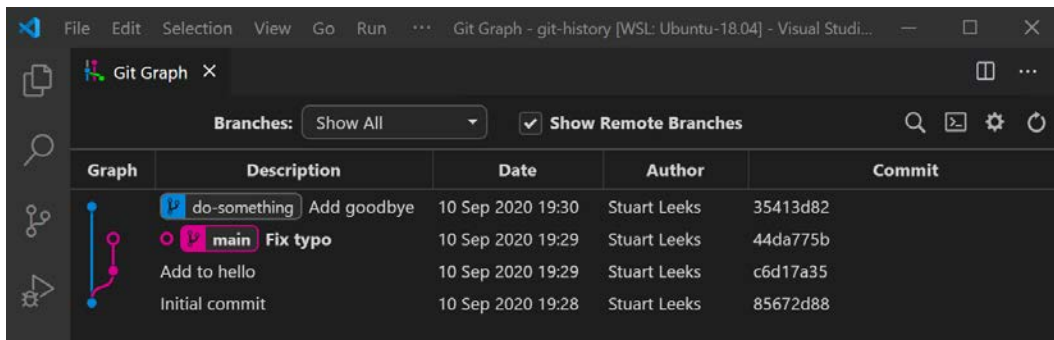 File Edit Selection View Go Run ··· Git Graph - git-history [WSL: Ubuntu-18.04] - Visual Studi...
Git Graph
Branches: Show All Show Remote Branches
Graph Description Date Author Commit
do-something Add goodbye 10 Sep 2020 19:30 Stuart Leeks 35413d82
main Fix typo 10 Sep 2020 19:29 Stuart Leeks 44da775b
Add to hello 10 Sep 2020 19:29 Stuart Leeks c6d17a35
Initial commit 10 Sep 2020 19:28 Stuart Leeks 85672d88